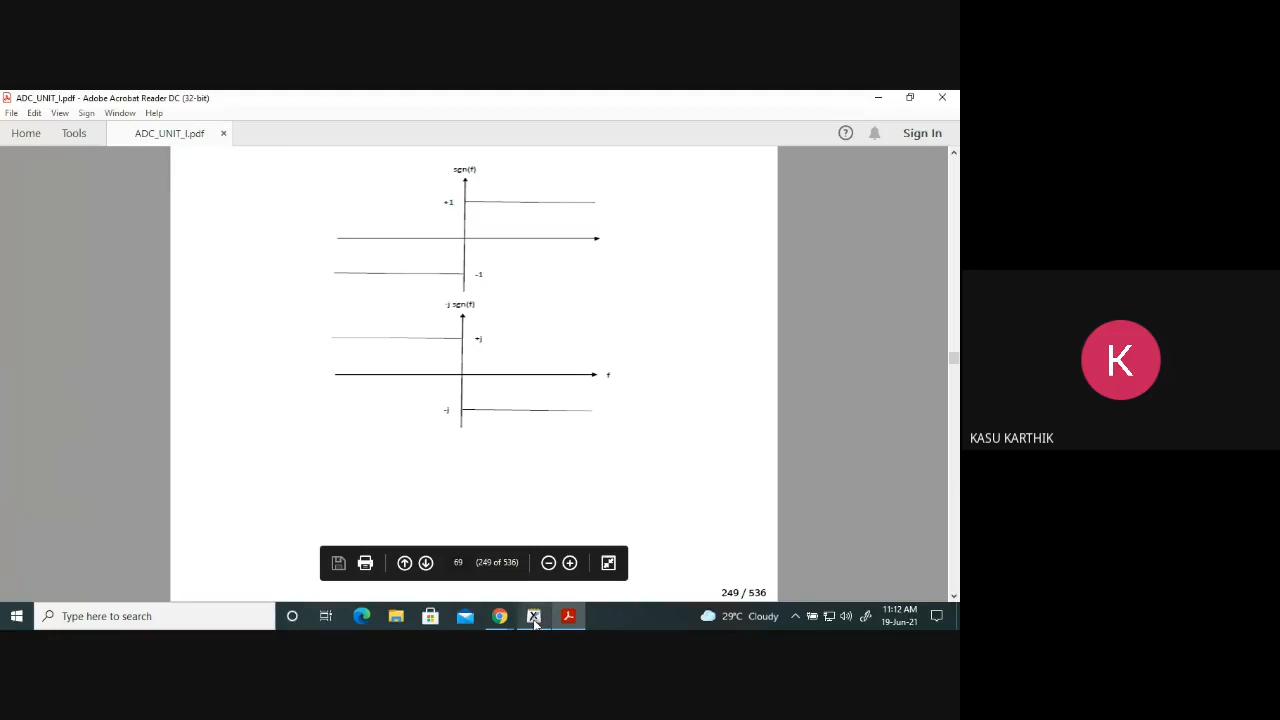 ADC_UNIT_I.pdf - Adobe Acrobat Reader DC (32-bit)
File Edit View Sign Window Help
Home Tools ADC_UNIT_I.pdf × ? Sign In
sgn(f)
+1
-1
-j sgn(f)
+j
f
-j
K
KASU KARTHIK
69 (249 of 536)
249 / 536
Type here to search
29°C Cloudy
11:12 AM
19-Jun-21